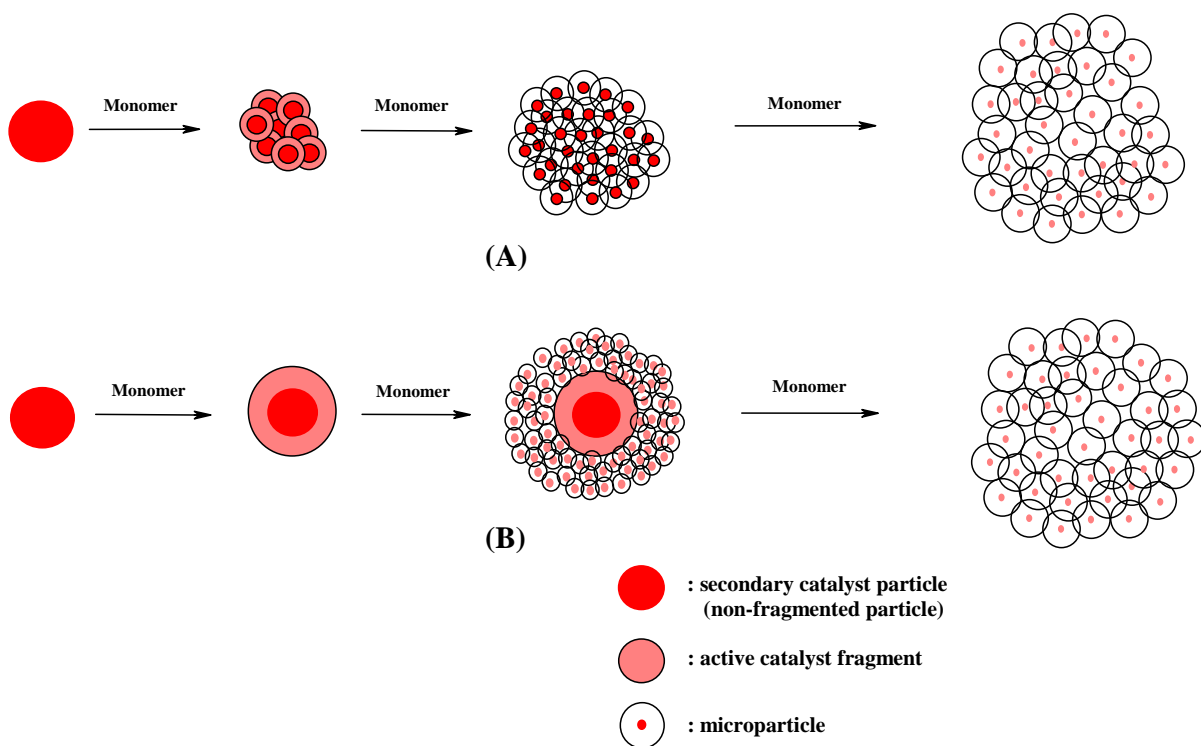 Monomer
Monomer
Monomer
(A)
Monomer
Monomer
Monomer
(B)
: secondary catalyst particle
(non-fragmented particle)
: active catalyst fragment
: microparticle